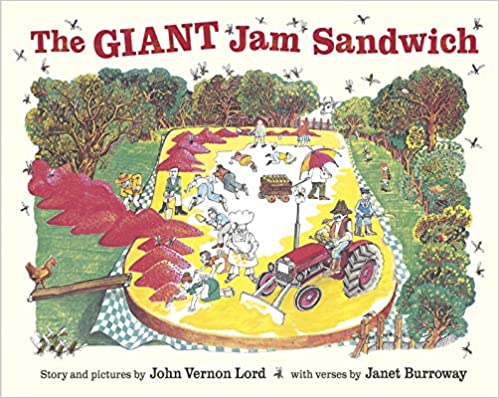 The GIANT Jam Sandwich
Story and pictures by John Vernon Lord with verses by Janet Burroway